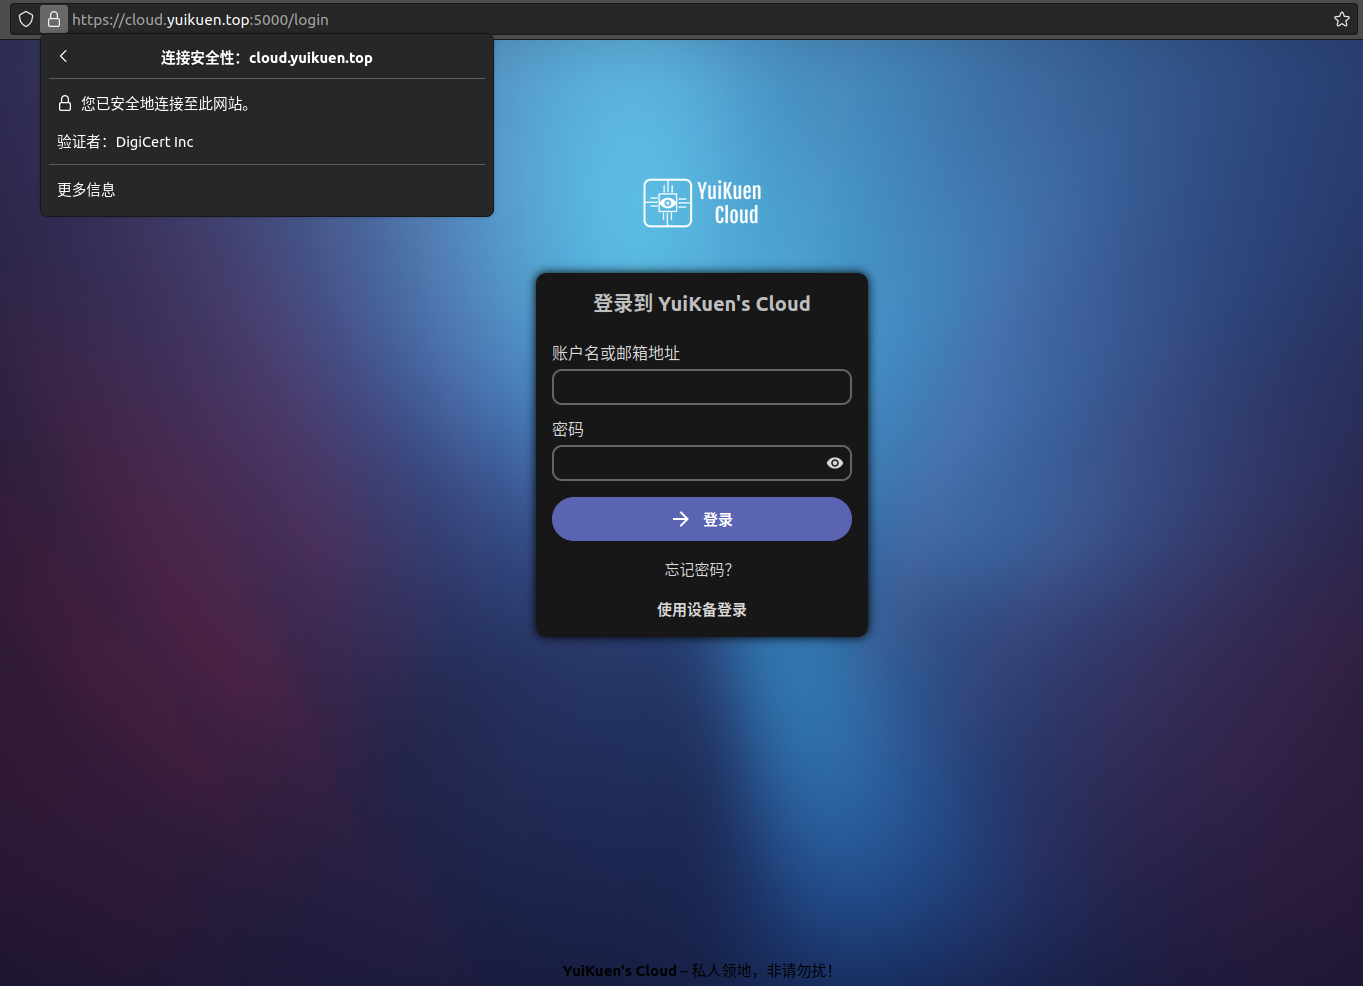 https://cloud.yuikuen.top:5000/login
连接安全性：cloud.yuikuen.top
您已安全地连接至此网站。
验证者：DigiCert Inc
更多信息
YuiKuen
Cloud
登录到 YuiKuen's Cloud
账户名或邮箱地址
密码
登录
忘记密码？
使用设备登录
YuiKuen's Cloud – 私人领地，非请勿扰！